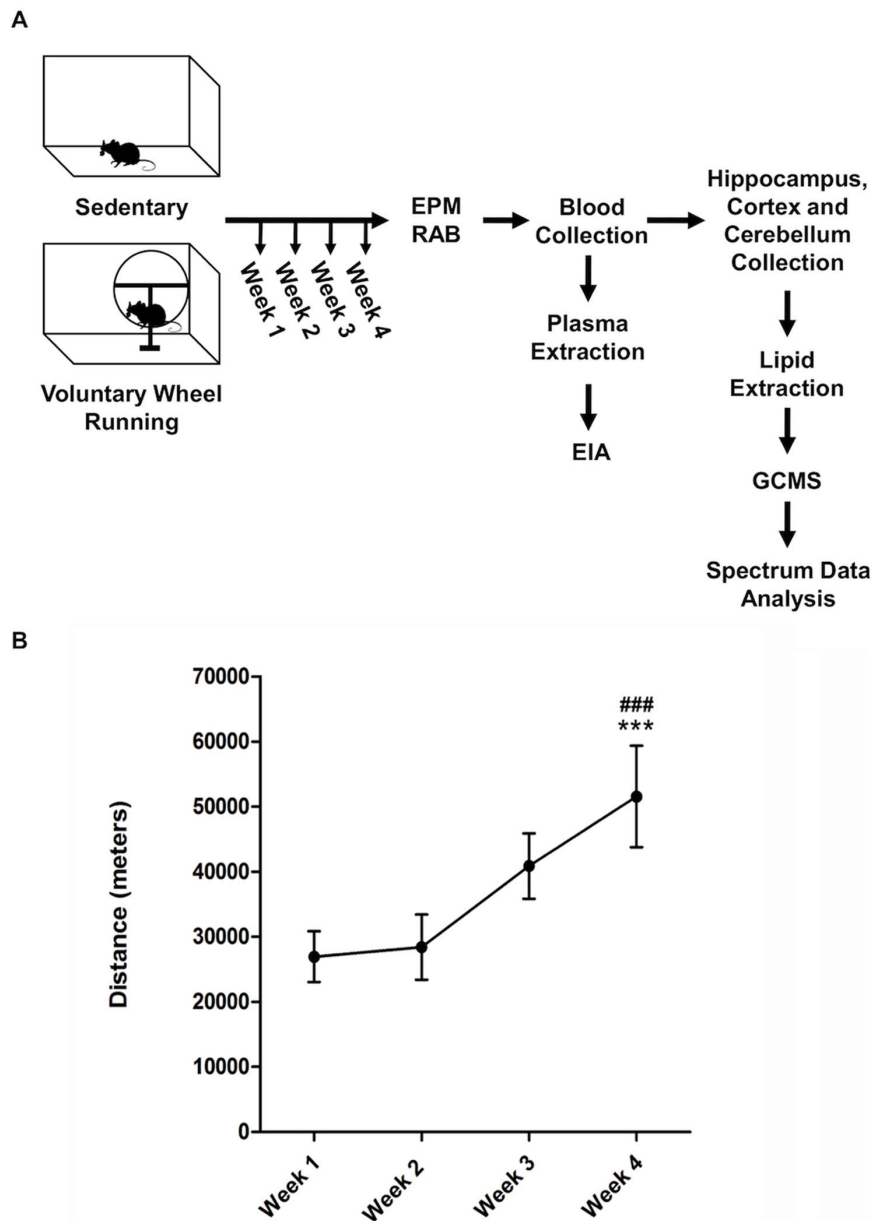 A
Sedentary
Voluntary Wheel
Running
Week 1
Week 2
Week 3
Week 4
EPM
RAB
Blood
Collection
Plasma
Extraction
EIA
Hippocampus,
Cortex and
Cerebellum
Collection
Lipid
Extraction
GCMS
Spectrum Data
Analysis
B
Distance (meters)
70000
60000
50000
40000
30000
20000
10000
0
###
***
Week 1
Week 2
Week 3
Week 4